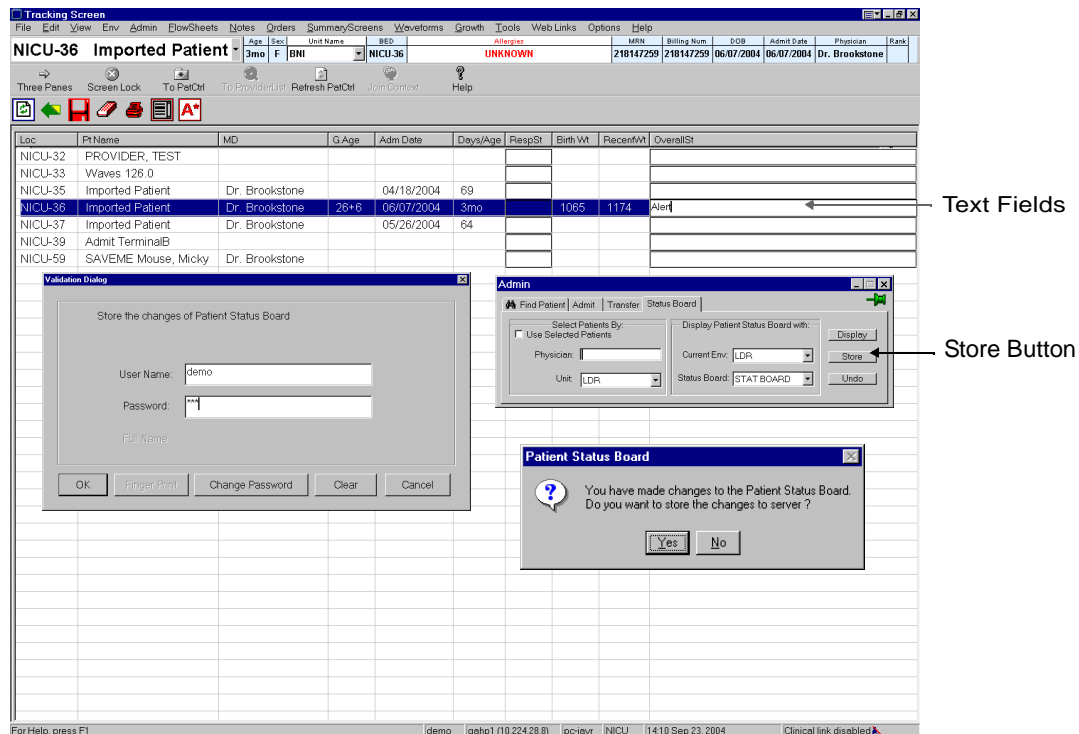 Tracking Screen
File Edit View Env Admin FlowSheets Notes Orders SummaryScreens Waveforms Growth Tools Web Links Options Help
NICU-36 Imported Patient
Age Sex Unit Name BED Allergies MRN Billing Num DOB Admit Date Physician Rank
3mo F BNI NICU-36 UNKNOWN 218147259 218147259 06/07/2004 06/07/2004 Dr. Brookstone
Three Panes Screen Lock To PatCtrl To ProviderList Refresh PatCtrl Join Context Help
A*
Loc Pt Name MD G.Age Adm Date Days/Age RespSt Birth Wt RecentWt OverallSt
NICU-32 PROVIDER, TEST
NICU-33 Waves 126.0
NICU-35 Imported Patient Dr. Brookstone 04/18/2004 69
NICU-36 Imported Patient Dr. Brookstone 26+6 06/07/2004 3mo 1065 1174 Alert
NICU-37 Imported Patient Dr. Brookstone 05/26/2004 64
NICU-39 Admit TerminalB
NICU-59 SAVEME Mouse, Micky Dr. Brookstone
Text Fields
Validation Dialog
Store the changes of Patient Status Board
User Name: demo
Password: ***
Full Name
OK Finger Print Change Password Clear Cancel
Admin
Find Patient Admit Transfer Status Board
Select Patients By:
Use Selected Patients
Physician:
Unit: LDR
Display Patient Status Board with:
Current Env: LDR
Status Board: STAT BOARD
Display
Store
Undo
Store Button
Patient Status Board
You have made changes to the Patient Status Board.
Do you want to store the changes to server ?
Yes No
For Help, press F1 demo gahp1 (10.224.28.8) pc-jayr NICU 14:10 Sep 23, 2004 Clinical link disabled